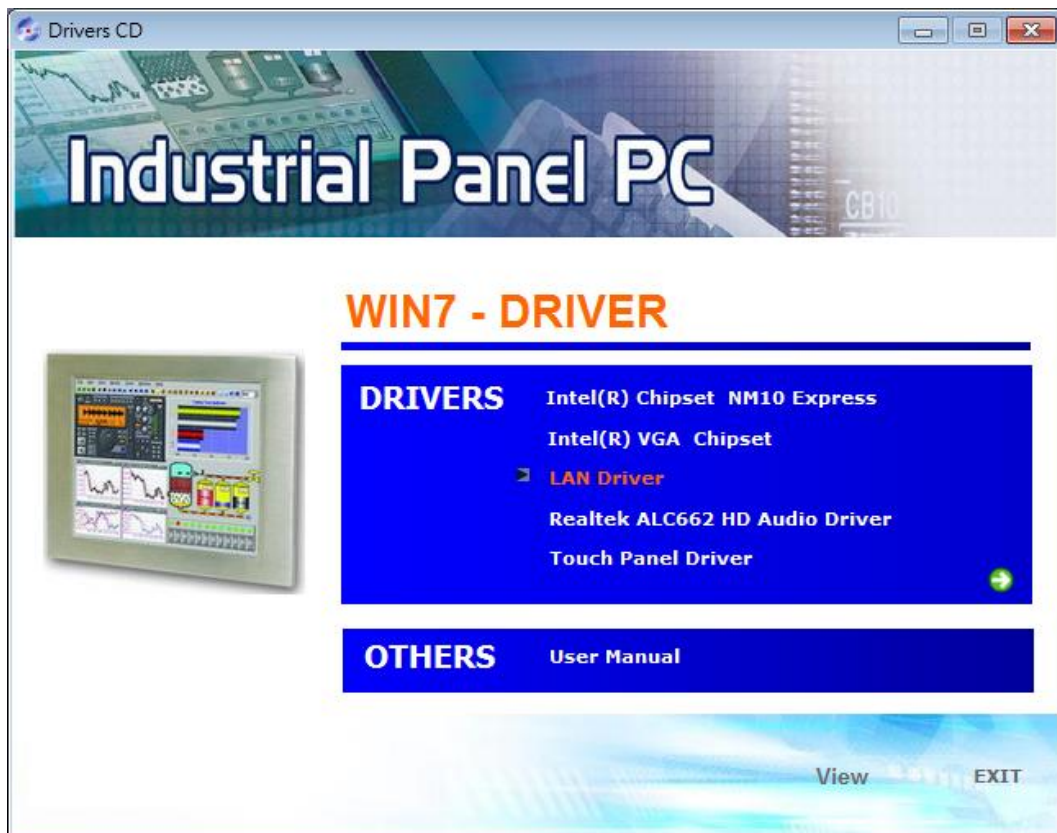 Drivers CD
Industrial Panel PC
CB10
WIN7 - DRIVER
DRIVERS
Intel(R) Chipset NM10 Express
Intel(R) VGA Chipset
LAN Driver
Realtek ALC662 HD Audio Driver
Touch Panel Driver
OTHERS
User Manual
View
EXIT